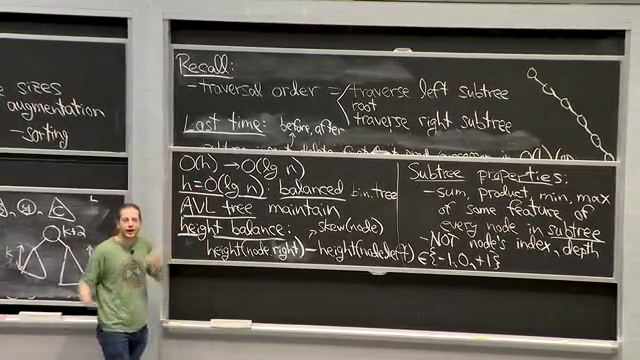 sizes
augmentation
- sorting
k+2
Recall:
- traversal order = traverse left subtree
root
traverse right subtree
Last time: before, after
O(h) → O(lg n)
h=O(lg n): balanced bin. tree
AVL tree maintain
height balance: skew(node)
height(node.right) - height(node.left) ∈ {-1, 0, +1}
Subtree properties:
- sum, product, min, max
of some feature of
every node in subtree
- NOT node's index, depth